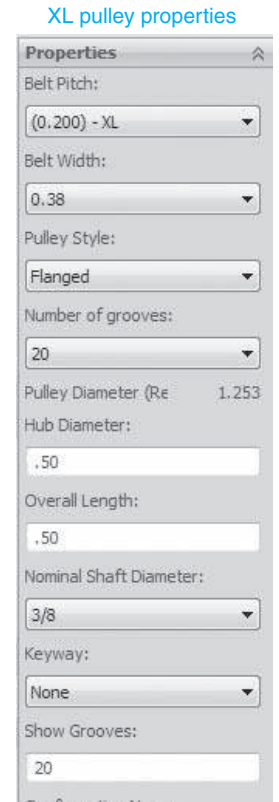 XL pulley properties
Properties
Belt Pitch:
(0.200) - XL
Belt Width:
0.38
Pulley Style:
Flanged
Number of grooves:
20
Pulley Diameter (Re 1.253
Hub Diameter:
.50
Overall Length:
.50
Nominal Shaft Diameter:
3/8
Keyway:
None
Show Grooves:
20